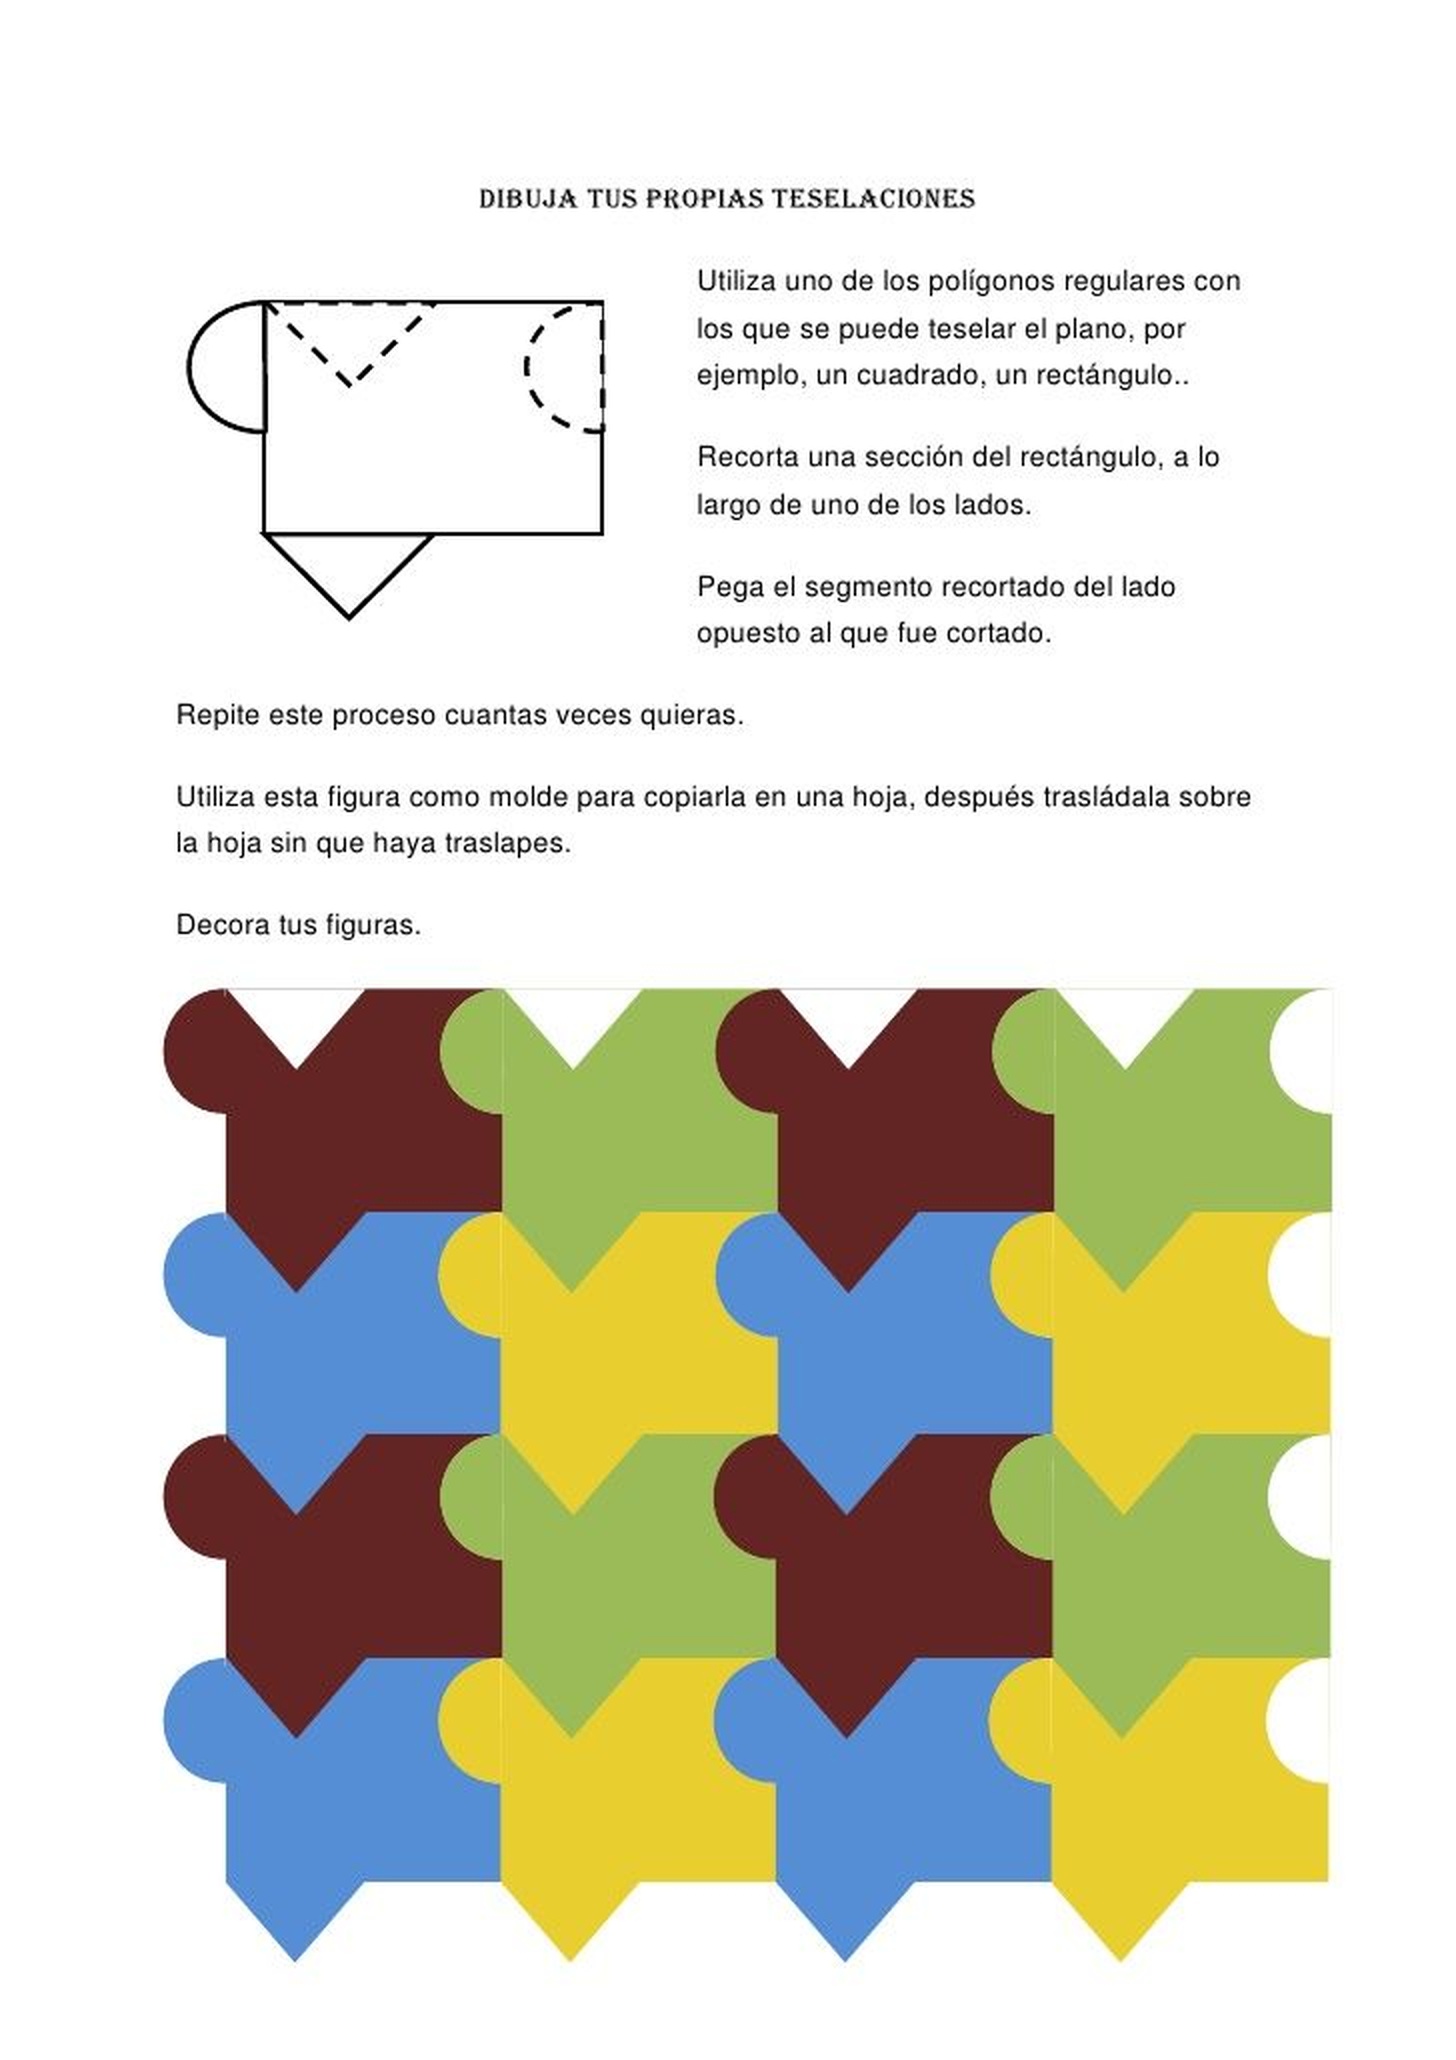 DIBUJA TUS PROPIAS TESELACIONES
Utiliza uno de los polígonos regulares con
los que se puede teselar el plano, por
ejemplo, un cuadrado, un rectángulo..
Recorta una sección del rectángulo, a lo
largo de uno de los lados.
Pega el segmento recortado del lado
opuesto al que fue cortado.
Repite este proceso cuantas veces quieras.
Utiliza esta figura como molde para copiarla en una hoja, después trasládala sobre
la hoja sin que haya traslapes.
Decora tus figuras.